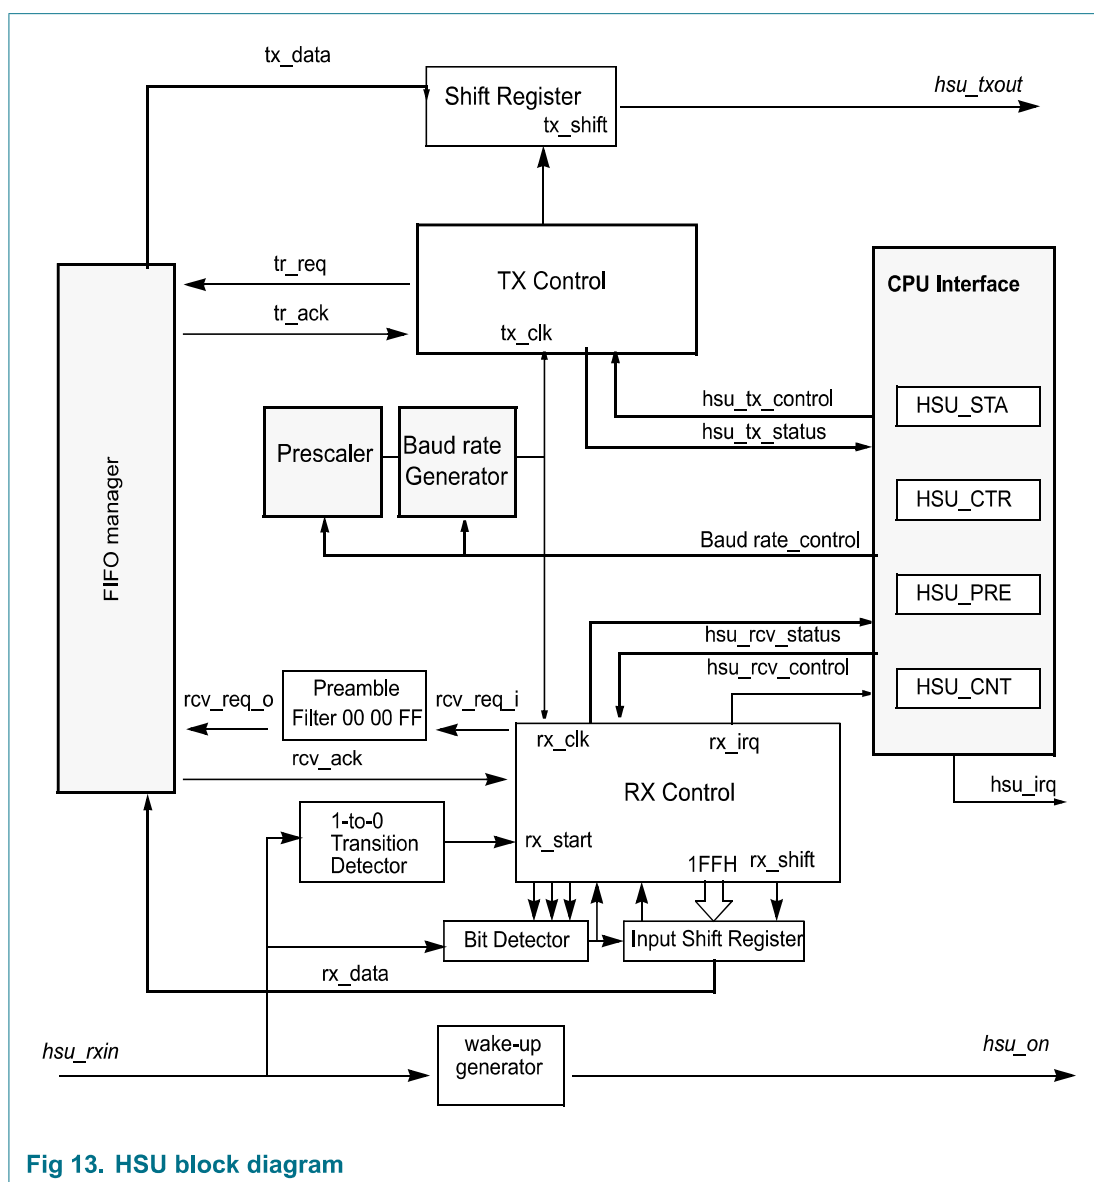 tx_data
Shift Register
tx_shift
hsu_txout
tr_req
TX Control
CPU Interface
tr_ack
tx_clk
hsu_tx_control
HSU_STA
hsu_tx_status
Prescaler
Baud rate
Generator
FIFO manager
HSU_CTR
Baud rate_control
HSU_PRE
hsu_rcv_status
hsu_rcv_control
HSU_CNT
rcv_req_o
Preamble
Filter 00 00 FF
rcv_req_i
rx_clk
rx_irq
rcv_ack
RX Control
hsu_irq
1-to-0
Transition
Detector
rx_start
1FFH
rx_shift
Bit Detector
Input Shift Register
rx_data
hsu_rxin
wake-up
generator
hsu_on
Fig 13. HSU block diagram